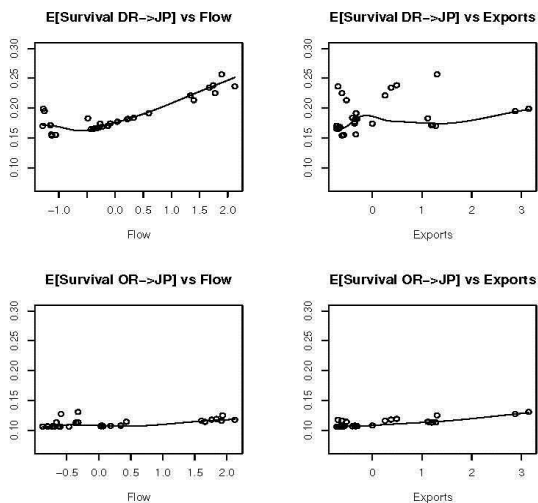 E[Survival DR−>JP] vs Flow
0.30
0.25
0.20
0.15
0.10
−1.0 0.0 0.5 1.0 1.5 2.0
Flow
E[Survival DR−>JP] vs Exports
0.30
0.25
0.20
0.15
0.10
0 1 2 3
Exports
E[Survival OR−>JP] vs Flow
0.30
0.25
0.20
0.15
0.10
−0.5 0.0 0.5 1.0 1.5 2.0
Flow
E[Survival OR−>JP] vs Exports
0.30
0.25
0.20
0.15
0.10
0 1 2 3
Exports